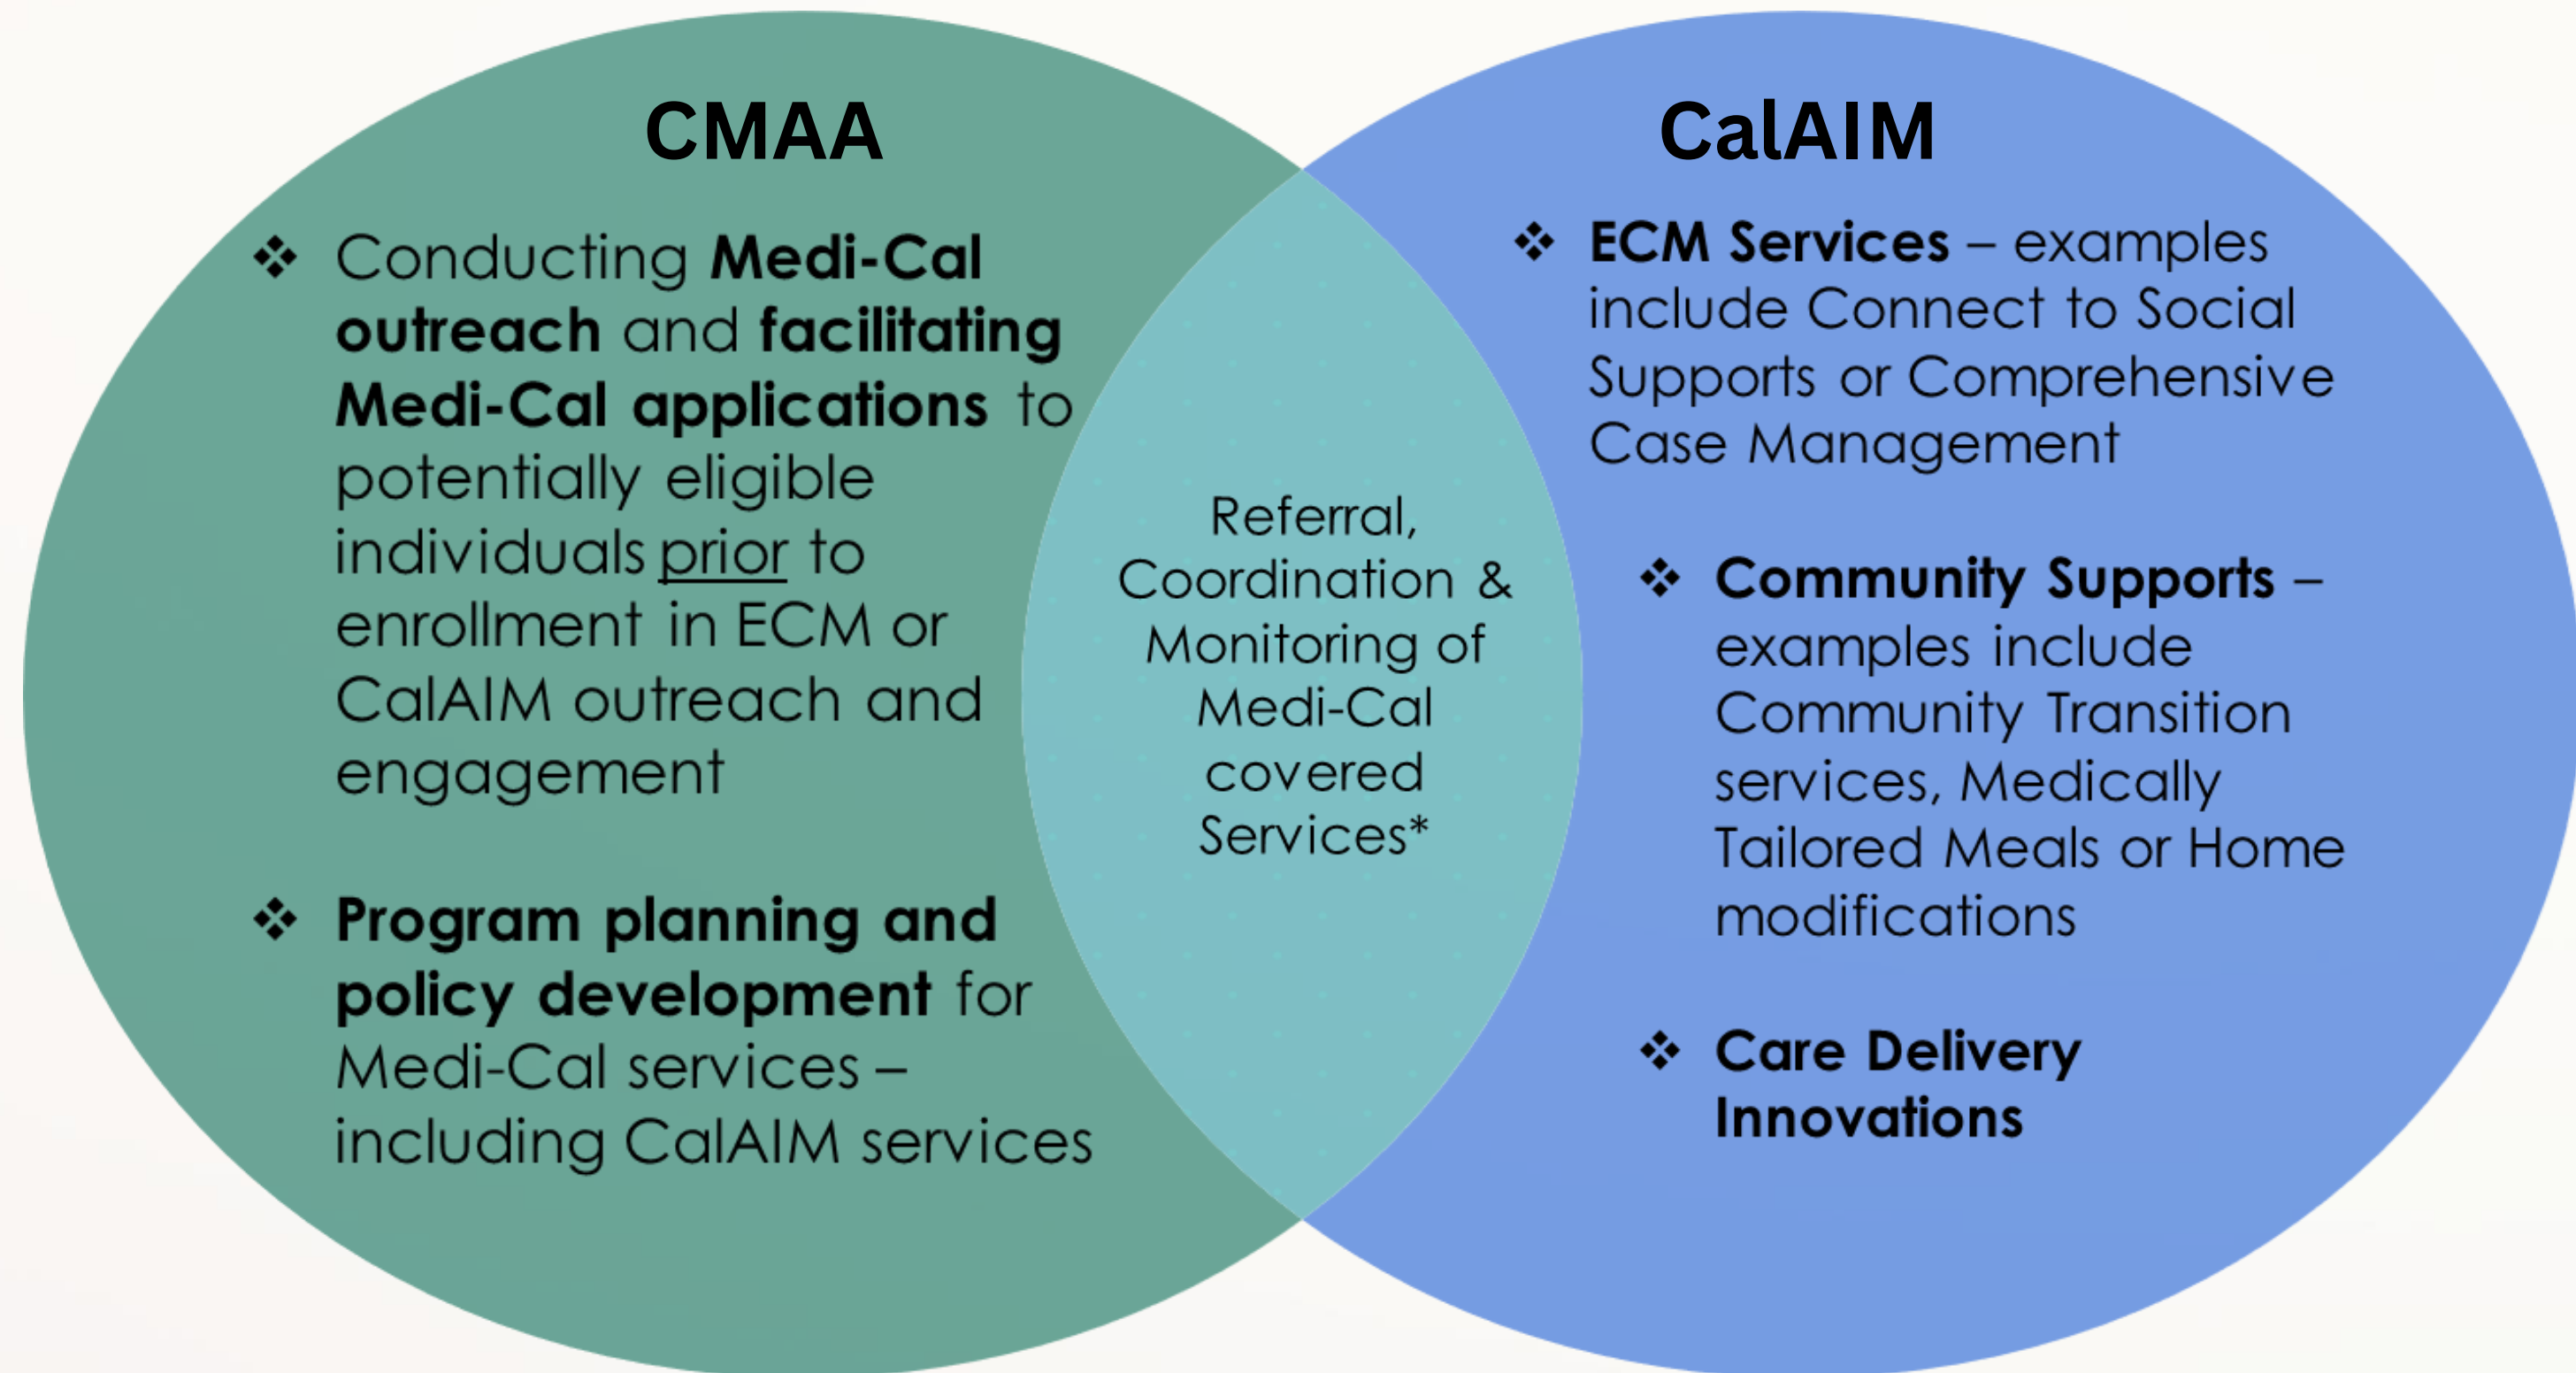 CMAA
❖ Conducting Medi-Cal
outreach and facilitating
Medi-Cal applications to
potentially eligible
individuals prior to
enrollment in ECM or
CalAIM outreach and
engagement
❖ Program planning and
policy development for
Medi-Cal services –
including CalAIM services
Referral,
Coordination &
Monitoring of
Medi-Cal
covered
Services*
CalAIM
❖ ECM Services – examples
include Connect to Social
Supports or Comprehensive
Case Management
❖ Community Supports –
examples include
Community Transition
services, Medically
Tailored Meals or Home
modifications
❖ Care Delivery
Innovations